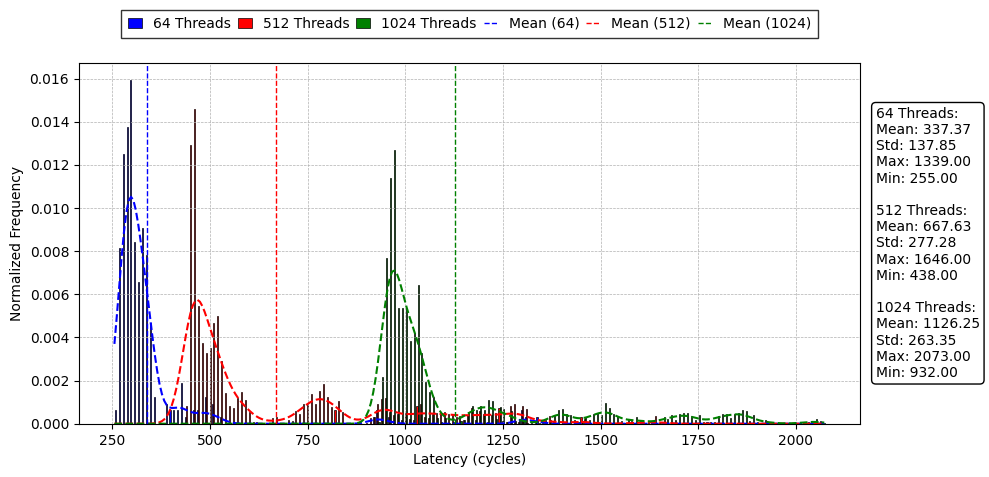 64 Threads 512 Threads 1024 Threads Mean (64) Mean (512) Mean (1024)
0.016
0.014
0.012
0.010
0.008
0.006
0.004
0.002
0.000
Normalized Frequency
250 500 750 1000 1250 1500 1750 2000
Latency (cycles)
64 Threads:
Mean: 337.37
Std: 137.85
Max: 1339.00
Min: 255.00
512 Threads:
Mean: 667.63
Std: 277.28
Max: 1646.00
Min: 438.00
1024 Threads:
Mean: 1126.25
Std: 263.35
Max: 2073.00
Min: 932.00